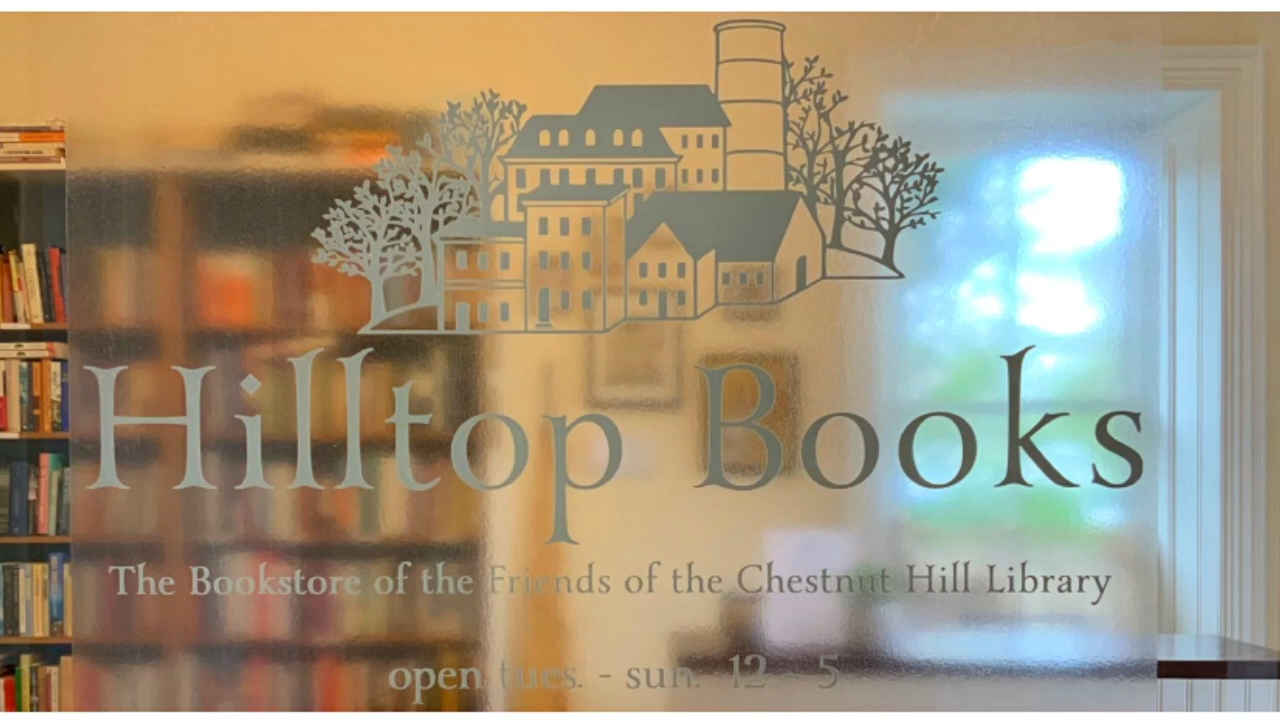 Hilltop Books
The Bookstore of the Friends of the Chestnut Hill Library
open tues. - sun. 12 - 5